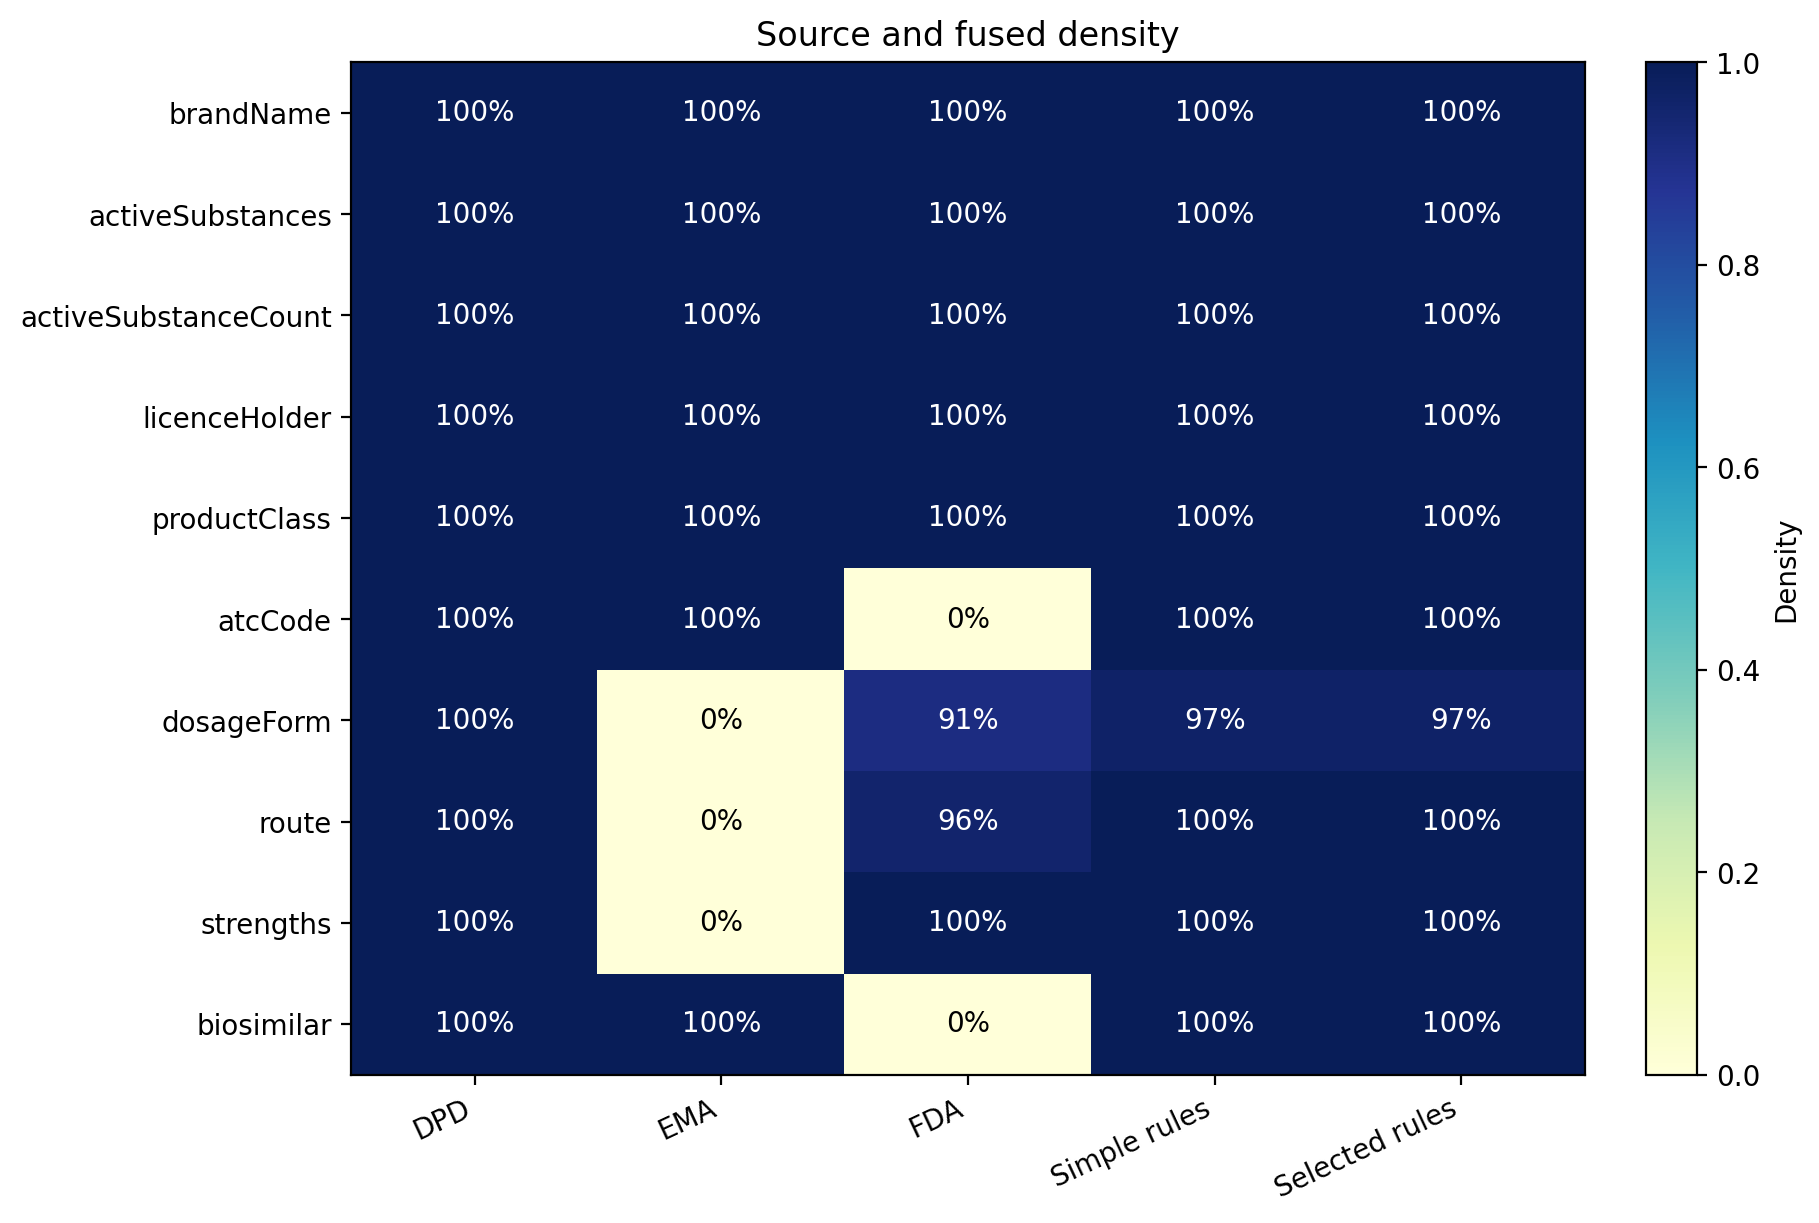 Source and fused density
brandName 100% 100% 100% 100% 100% 1.0
activeSubstances 100% 100% 100% 100% 100%
0.8
activeSubstanceCount 100% 100% 100% 100% 100%
licenceHolder 100% 100% 100% 100% 100%
0.6
productClass 100% 100% 100% 100% 100%
Density
atcCode 100% 100% 0% 100% 100%
0.4
dosageForm 100% 0% 91% 97% 97%
route 100% 0% 96% 100% 100%
0.2
strengths 100% 0% 100% 100% 100%
biosimilar 100% 100% 0% 100% 100%
0.0
DPD EMA FDA Simple rules Selected rules